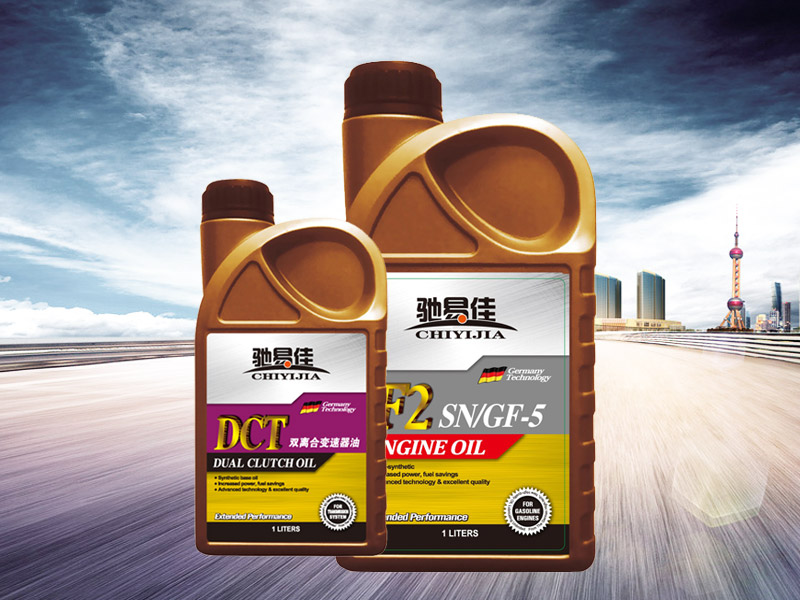 驰易佳
CHIYIJIA
Germany
Technology
DCT 双离合变速器油
DUAL CLUTCH OIL
• Synthetic base oil
• Increased power, fuel savings
• Advanced technology & excellent quality
Extended Performance
FOR
TRANSMISSION
SYSTEM
1 LITERS
驰易佳
CHIYIJIA
Germany
Technology
F2 SN/GF-5
NGINE OIL
-synthetic
ased power, fuel savings
anced technology & excellent quality
nded Performance
FOR
GASOLINE
ENGINES
1 LITERS